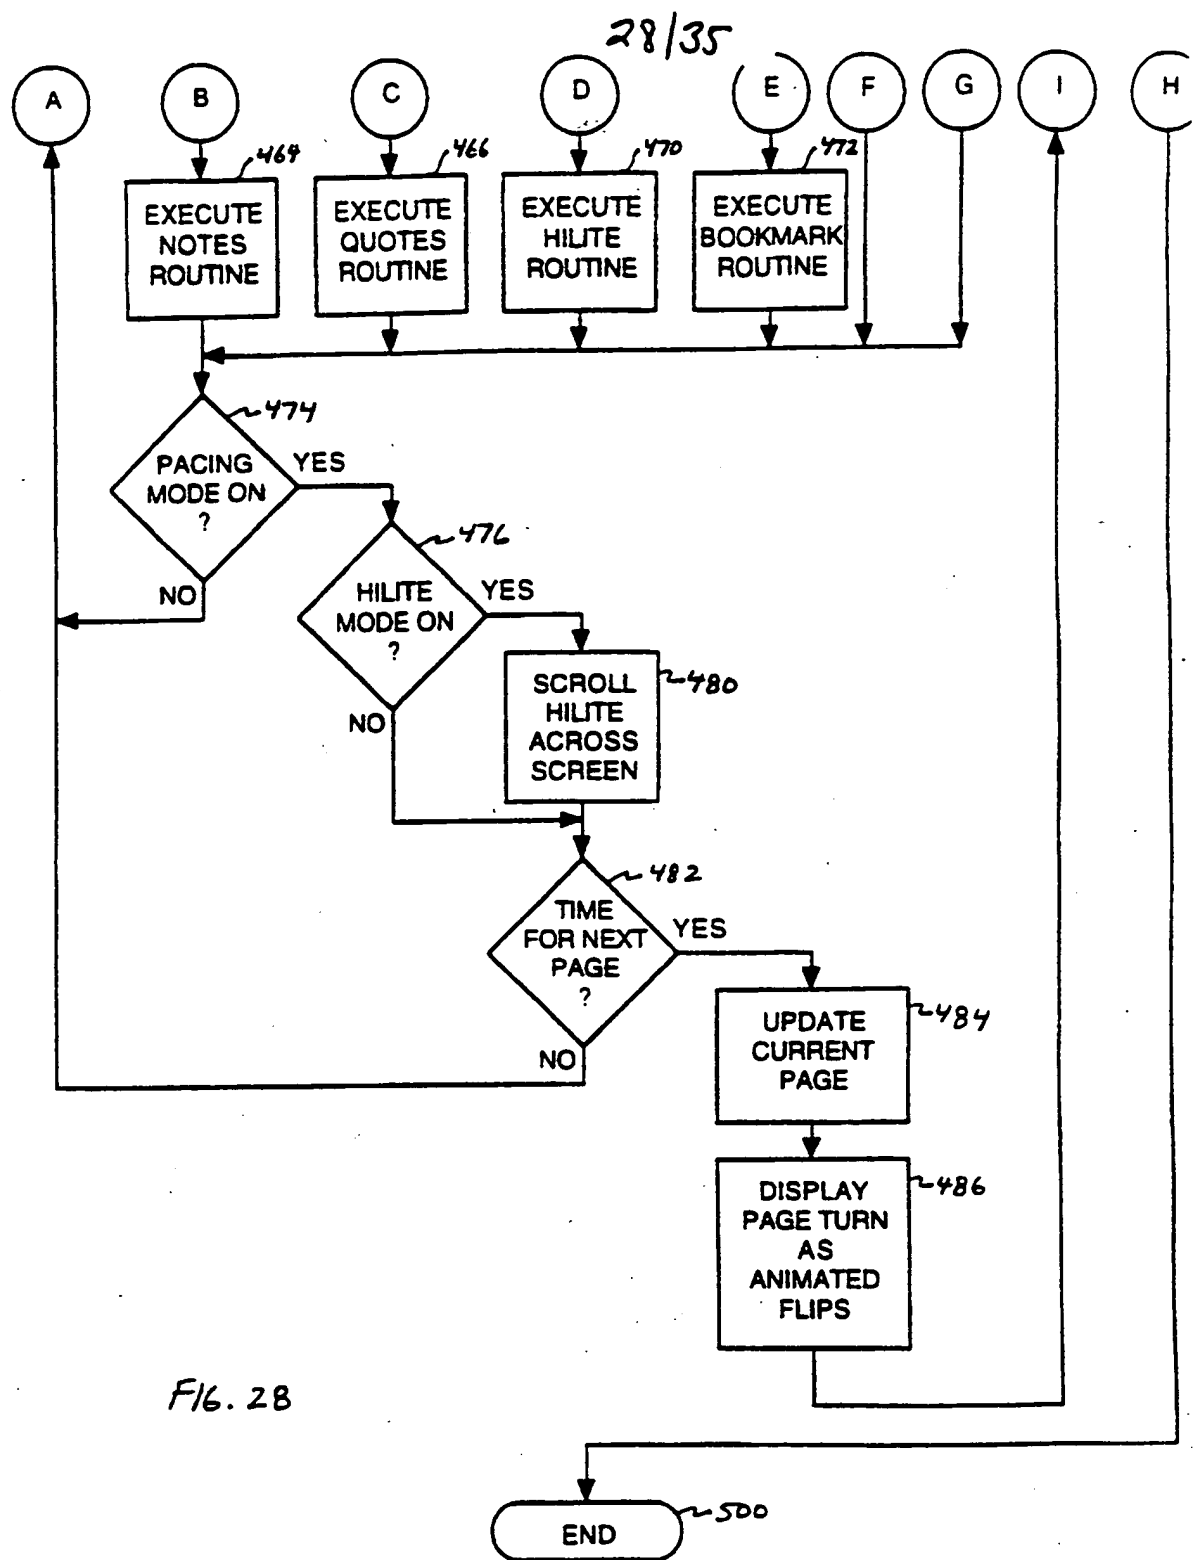 28/35
A
B
C
D
E
F
G
I
H
464
466
470
472
EXECUTE
NOTES
ROUTINE
EXECUTE
QUOTES
ROUTINE
EXECUTE
HILITE
ROUTINE
EXECUTE
BOOKMARK
ROUTINE
474
PACING
MODE ON
?
YES
NO
476
HILITE
MODE ON
?
YES
NO
480
SCROLL
HILITE
ACROSS
SCREEN
482
TIME
FOR NEXT
PAGE
?
YES
NO
484
UPDATE
CURRENT
PAGE
486
DISPLAY
PAGE TURN
AS
ANIMATED
FLIPS
FIG. 28
500
END